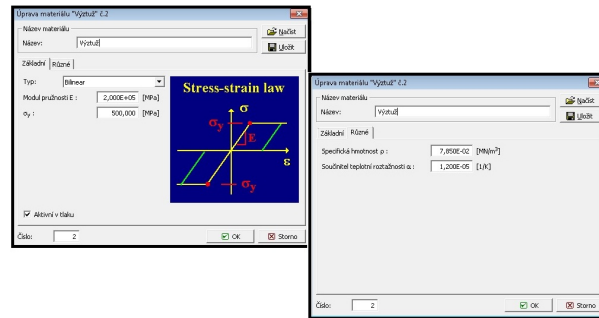 Úprava materiálu "Výztuž" č.2
Název materiálu
Název: Výztuž
Načíst
Uložit
Základní Různé
Typ: Bilinear
Modul pružnosti E : 2,000E+05 [MPa]
σy : 500,000 [MPa]
Stress-strain law
σ
σy
E
ε
σy
Aktivní v tlaku
Číslo: 2
OK
Storno
Úprava materiálu "Výztuž" č.2
Název materiálu
Název: Výztuž
Načíst
Uložit
Základní Různé
Specifická hmotnost ρ : 7,850E-02 [MN/m³]
Součinitel teplotní roztažnosti α : 1,200E-05 [1/K]
Číslo: 2
OK
Storno